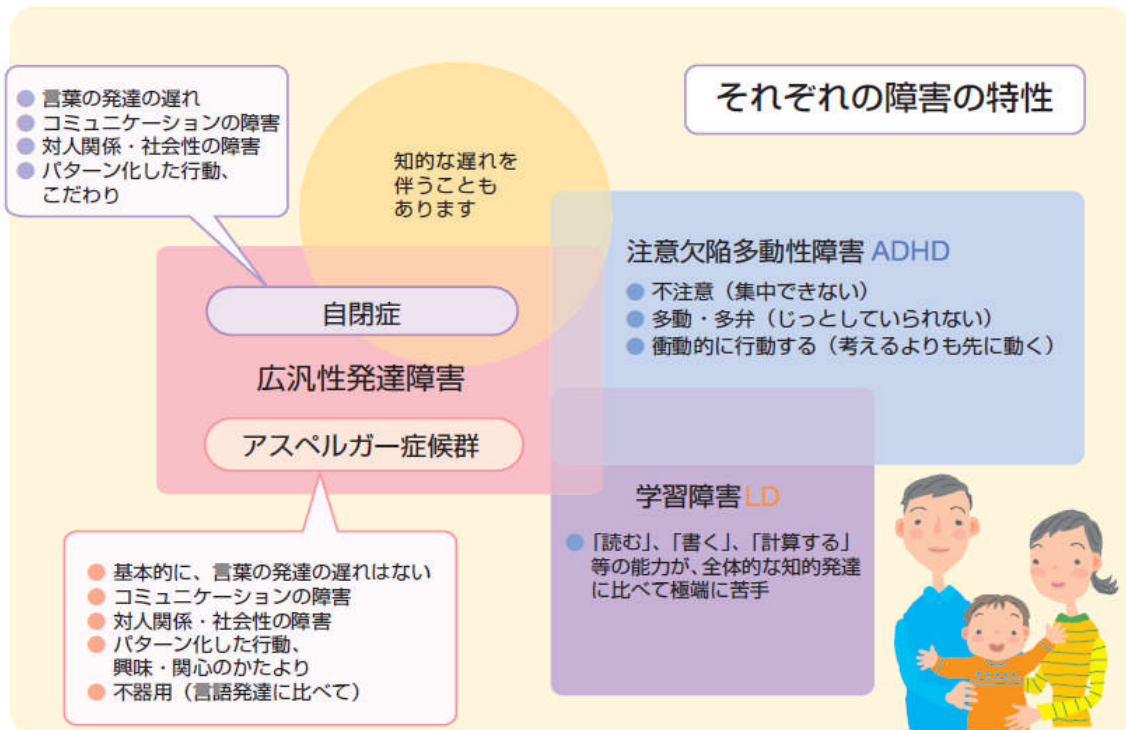 それぞれの障害の特性
● 言葉の発達の遅れ
● コミュニケーションの障害
● 対人関係・社会性の障害
● パターン化した行動、
こだわり
知的な遅れを
伴うことも
あります
自閉症
広汎性発達障害
アスペルガー症候群
● 基本的に、言葉の発達の遅れはない
● コミュニケーションの障害
● 対人関係・社会性の障害
● パターン化した行動、
興味・関心のかたより
● 不器用（言語発達に比べて）
注意欠陥多動性障害 ADHD
● 不注意（集中できない）
● 多動・多弁（じっとしていられない）
● 衝動的に行動する（考えるよりも先に動く）
学習障害 LD
● 「読む」、「書く」、「計算する」
等の能力が、全体的な知的発達
に比べて極端に苦手